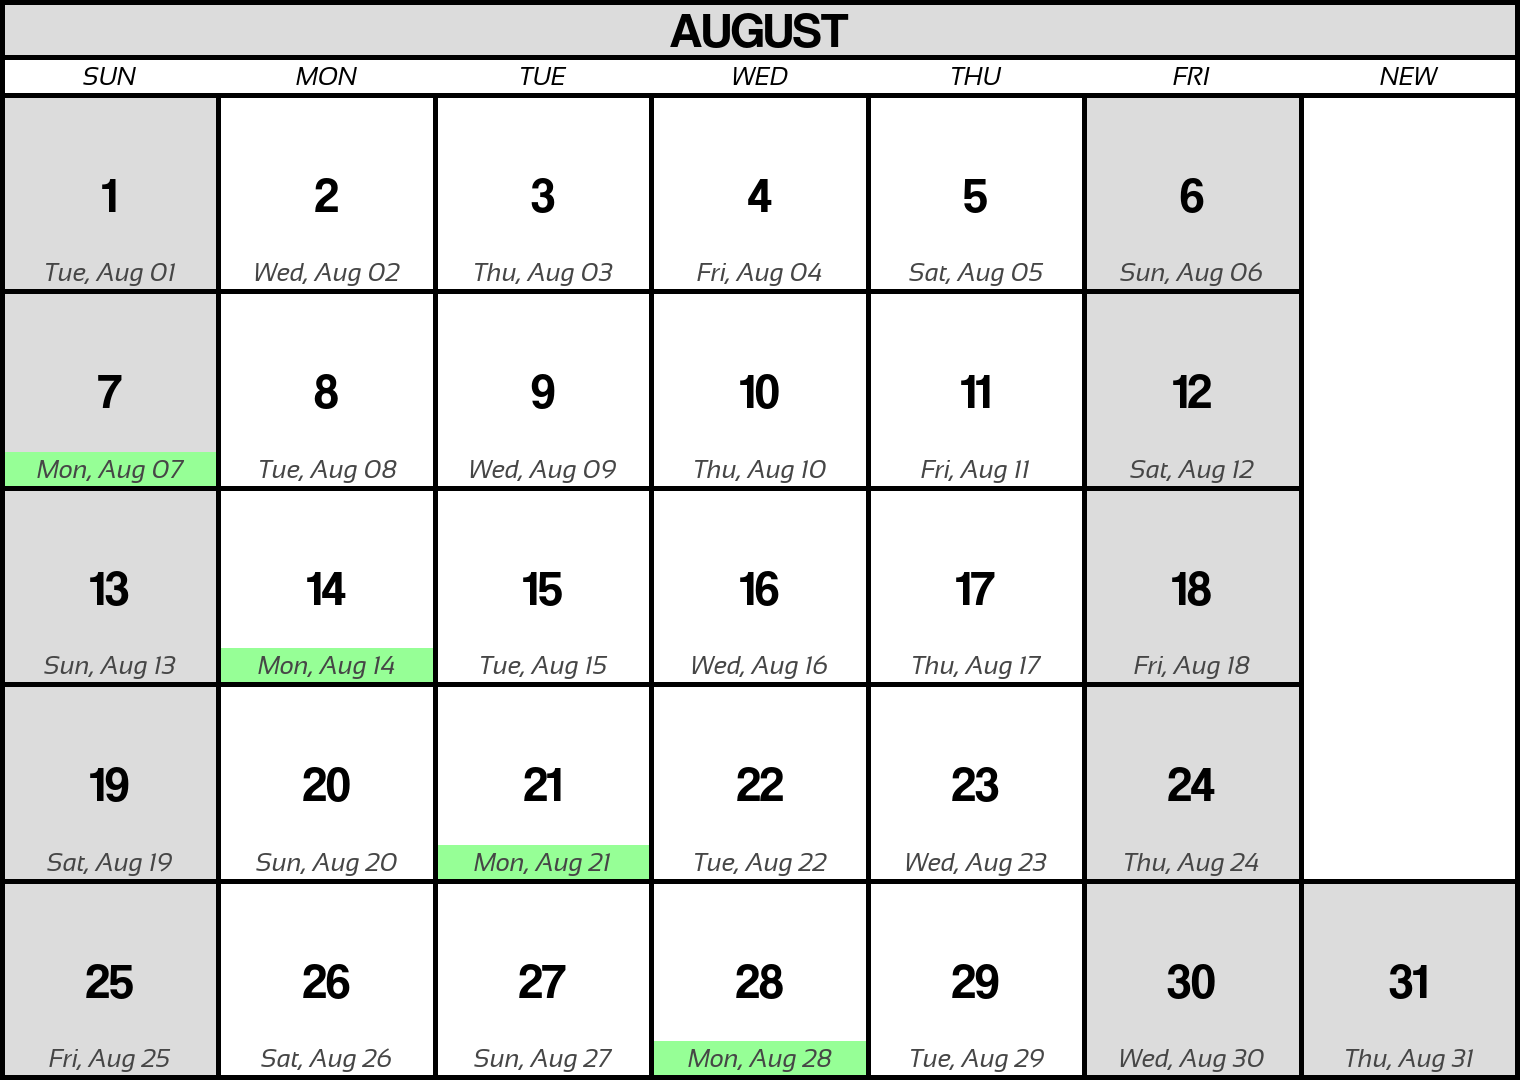 AUGUST
SUN MON TUE WED THU FRI NEW
1 2 3 4 5 6
Tue, Aug 01 Wed, Aug 02 Thu, Aug 03 Fri, Aug 04 Sat, Aug 05 Sun, Aug 06
7 8 9 10 11 12
Mon, Aug 07 Tue, Aug 08 Wed, Aug 09 Thu, Aug 10 Fri, Aug 11 Sat, Aug 12
13 14 15 16 17 18
Sun, Aug 13 Mon, Aug 14 Tue, Aug 15 Wed, Aug 16 Thu, Aug 17 Fri, Aug 18
19 20 21 22 23 24
Sat, Aug 19 Sun, Aug 20 Mon, Aug 21 Tue, Aug 22 Wed, Aug 23 Thu, Aug 24
25 26 27 28 29 30 31
Fri, Aug 25 Sat, Aug 26 Sun, Aug 27 Mon, Aug 28 Tue, Aug 29 Wed, Aug 30 Thu, Aug 31